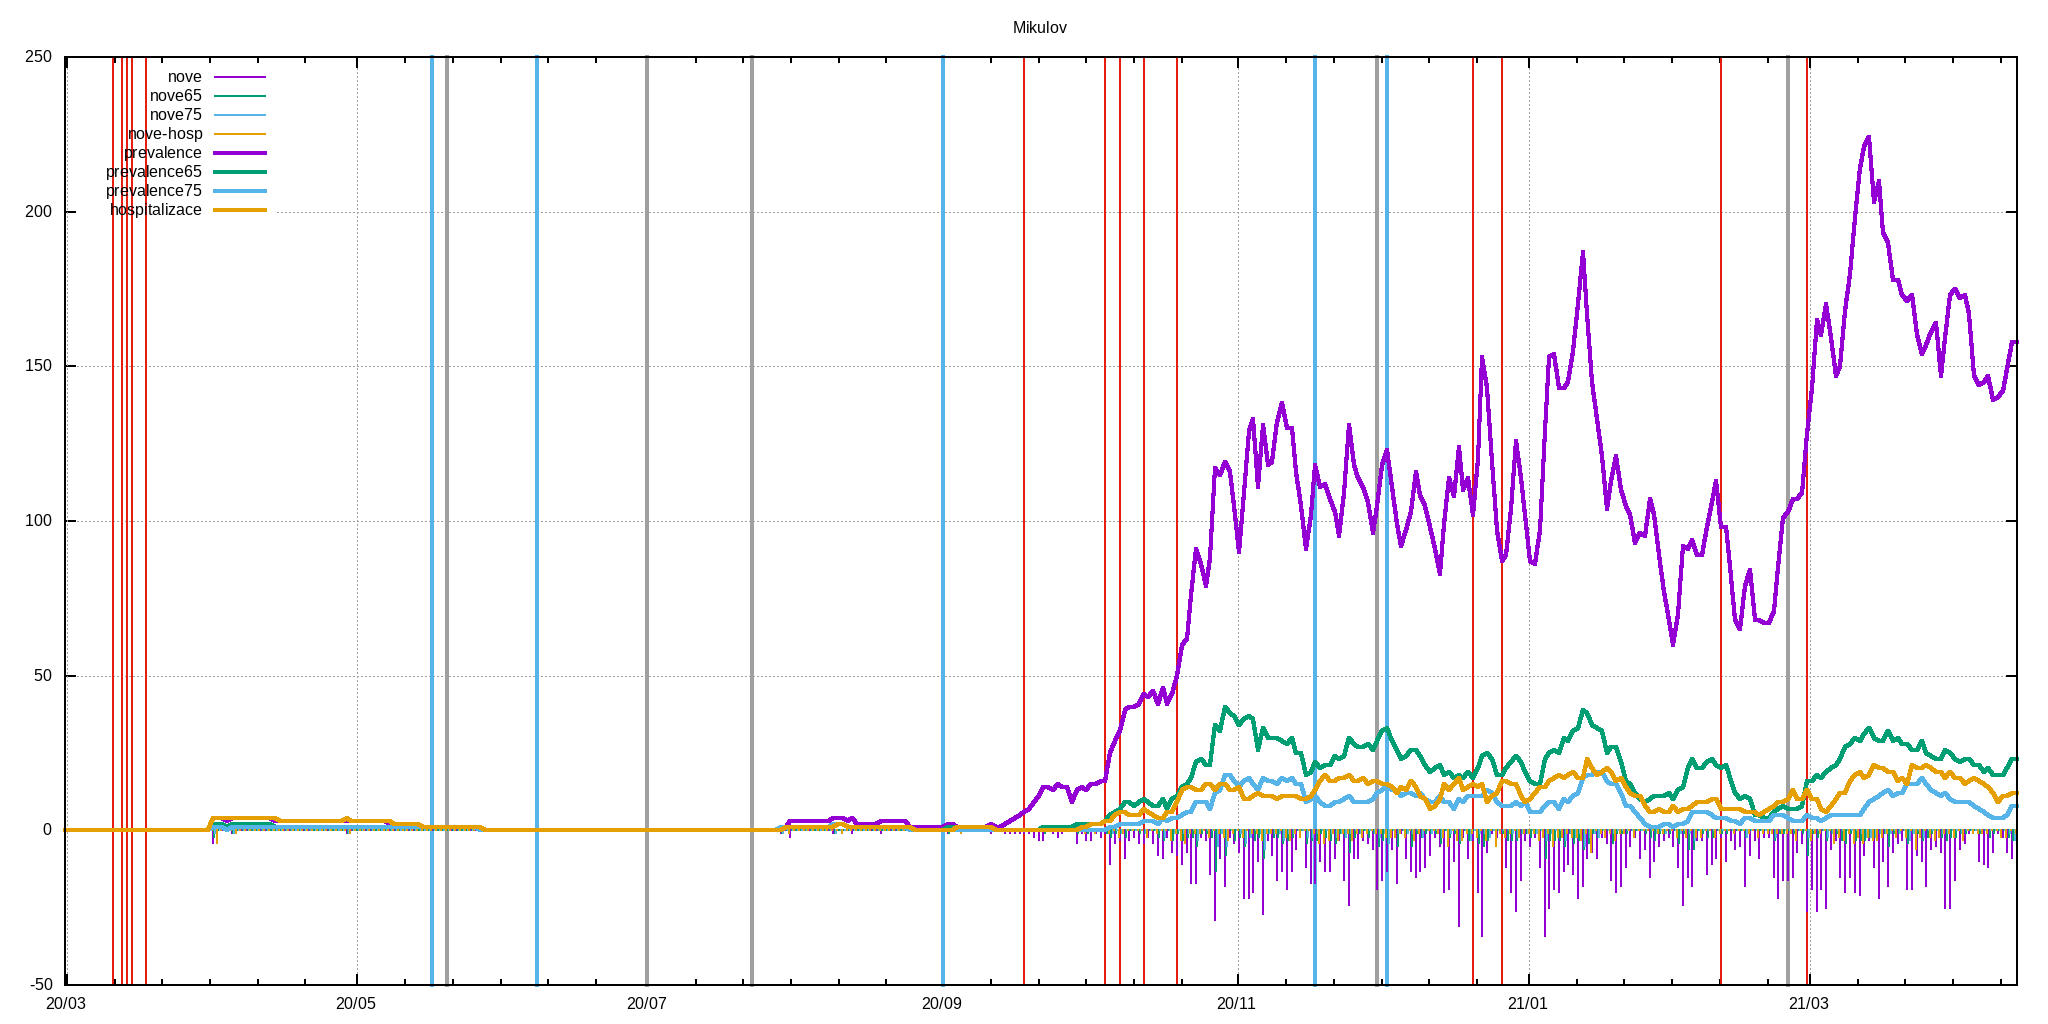 Mikulov
250
200
150
100
50
0
-50
nove
nove65
nove75
nove-hosp
prevalence
prevalence65
prevalence75
hospitalizace
20/03 20/05 20/07 20/09 20/11 21/01 21/03